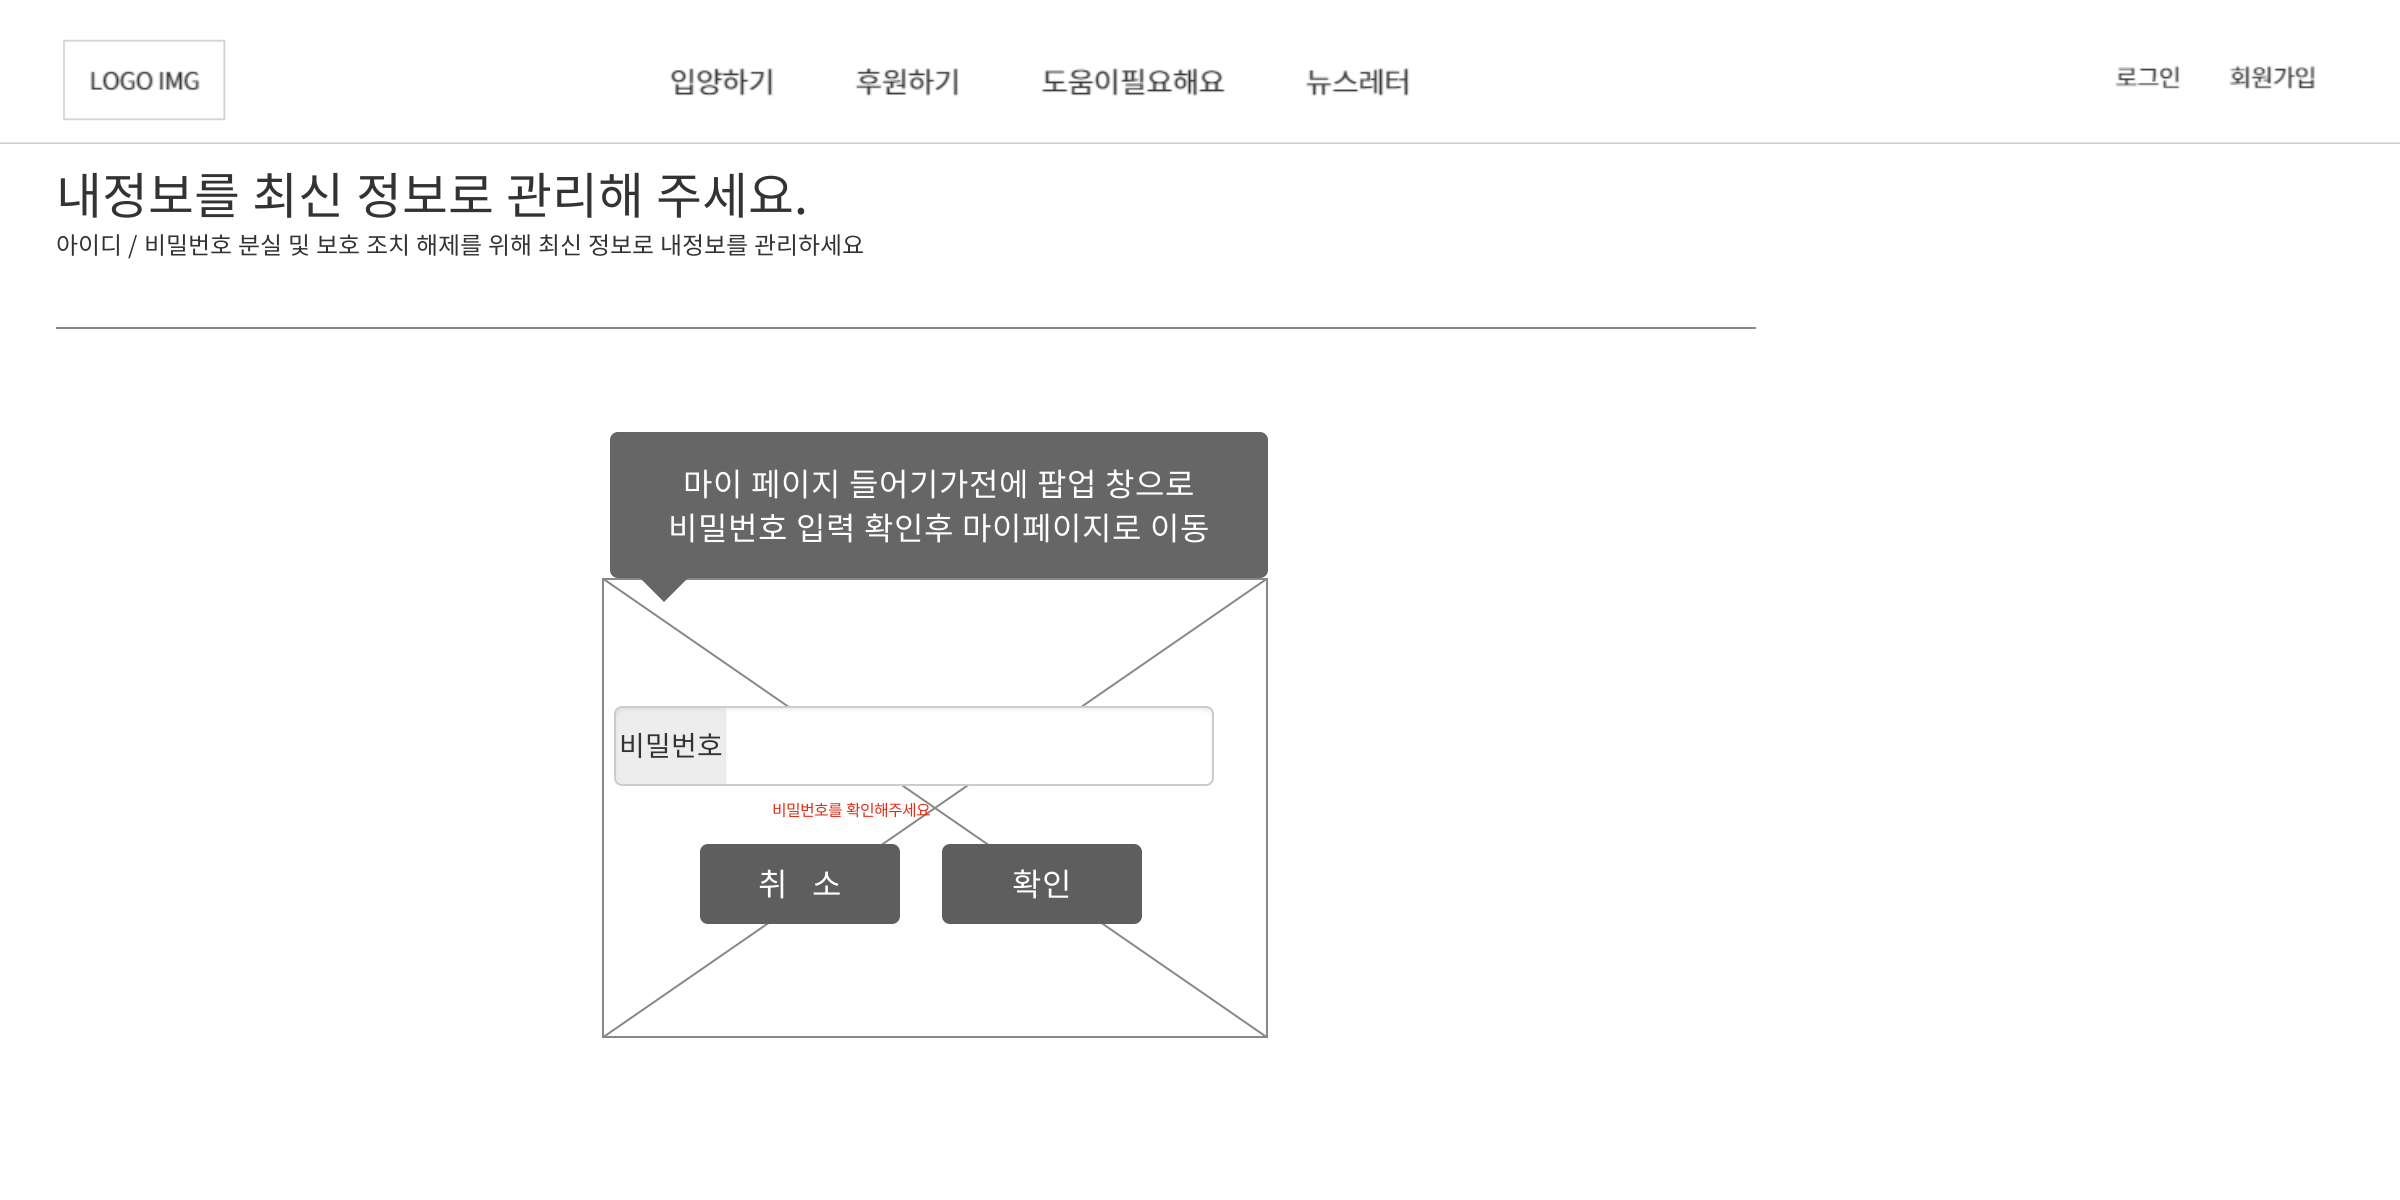 LOGO IMG
입양하기
후원하기
도움이필요해요
뉴스레터
로그인
회원가입
내정보를 최신 정보로 관리해 주세요.
아이디 / 비밀번호 분실 및 보호 조치 해제를 위해 최신 정보로 내정보를 관리하세요
마이 페이지 들어기가전에 팝업 창으로
비밀번호 입력 확인후 마이페이지로 이동
비밀번호
비밀번호를 확인해주세요
취 소
확인